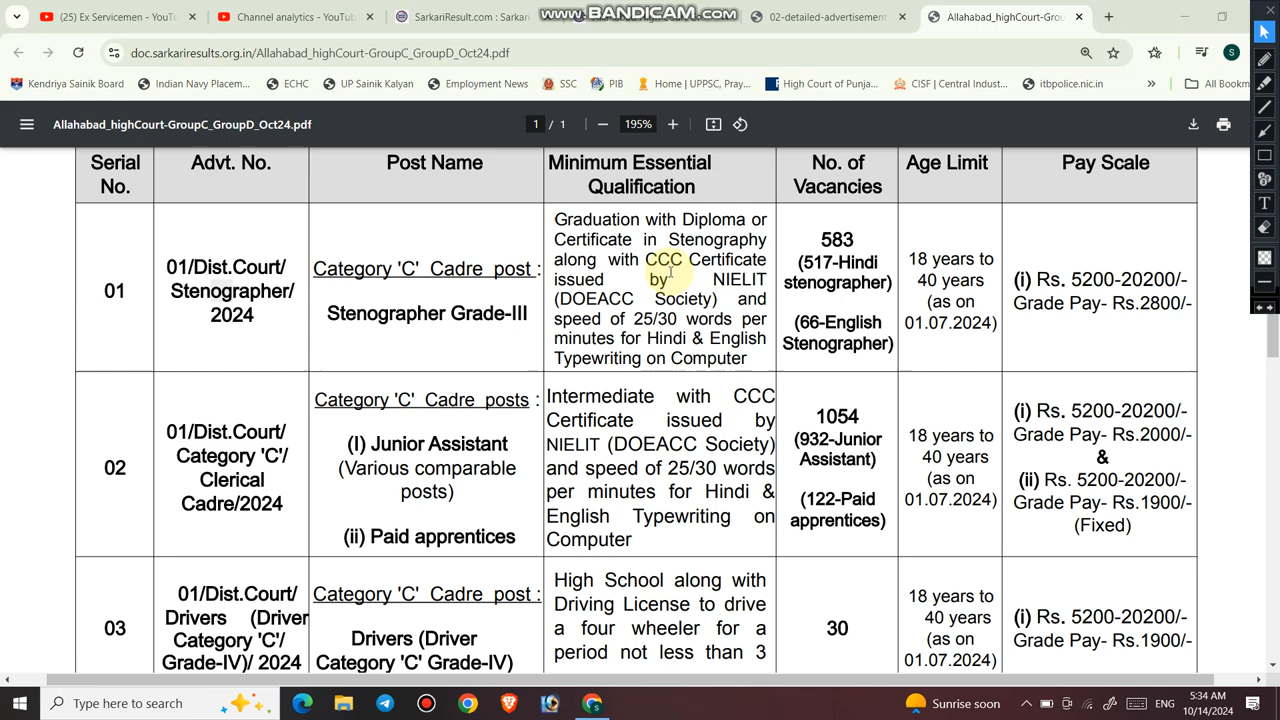 (25) Ex Servicemen - YouT
Channel analytics - YouTub
SarkariResult.com : Sarkari
www.BANDICAM.com
02-detailed-advertisement
Allahabad_highCourt-Grou
doc.sarkariresults.org.in/Allahabad_highCourt-GroupC_GroupD_Oct24.pdf
S
Kendriya Sainik Board
Indian Navy Placem...
ECHC
UP Sainik Kalyan
Employment News
SSC
PIB
Home | UPPSC, Pray...
High Court of Punja...
CISF | Central Indust...
itbpolice.nic.in
»
All Bookm
Allahabad_highCourt-GroupC_GroupD_Oct24.pdf
1 / 1
195%
Serial No.
Advt. No.
Post Name
Minimum Essential
Qualification
No. of
Vacancies
Age Limit
Pay Scale
01
01/Dist.Court/
Stenographer/
2024
Category 'C' Cadre post :
Stenographer Grade-III
Graduation with Diploma or
Certificate in Stenography
along with CCC Certificate
issued by NIELIT
(DOEACC Society) and
speed of 25/30 words per
minutes for Hindi & English
Typewriting on Computer
583
(517-Hindi
stenographer)
(66-English
Stenographer)
18 years to
40 years
(as on
01.07.2024)
(i) Rs. 5200-20200/-
Grade Pay- Rs.2800/-
02
01/Dist.Court/
Category 'C'/
Clerical
Cadre/2024
Category 'C' Cadre posts :
(I) Junior Assistant
(Various comparable
posts)
(ii) Paid apprentices
Intermediate with CCC
Certificate issued by
NIELIT (DOEACC Society)
and speed of 25/30 words
per minutes for Hindi &
English Typewriting on
Computer
1054
(932-Junior
Assistant)
(122-Paid
apprentices)
18 years to
40 years
(as on
01.07.2024)
(i) Rs. 5200-20200/-
Grade Pay- Rs.2000/-
&
(ii) Rs. 5200-20200/-
Grade Pay- Rs.1900/-
(Fixed)
03
01/Dist.Court/
Drivers (Driver
Category 'C'/
Grade-IV)/ 2024
Category 'C' Cadre post :
Drivers (Driver
Category 'C' Grade-IV)
High School along with
Driving License to drive
a four wheeler for a
period not less than 3
30
18 years to
40 years
(as on
01.07.2024)
(i) Rs. 5200-20200/-
Grade Pay- Rs.1900/-
Type here to search
Sunrise soon
ENG
5:34 AM
10/14/2024